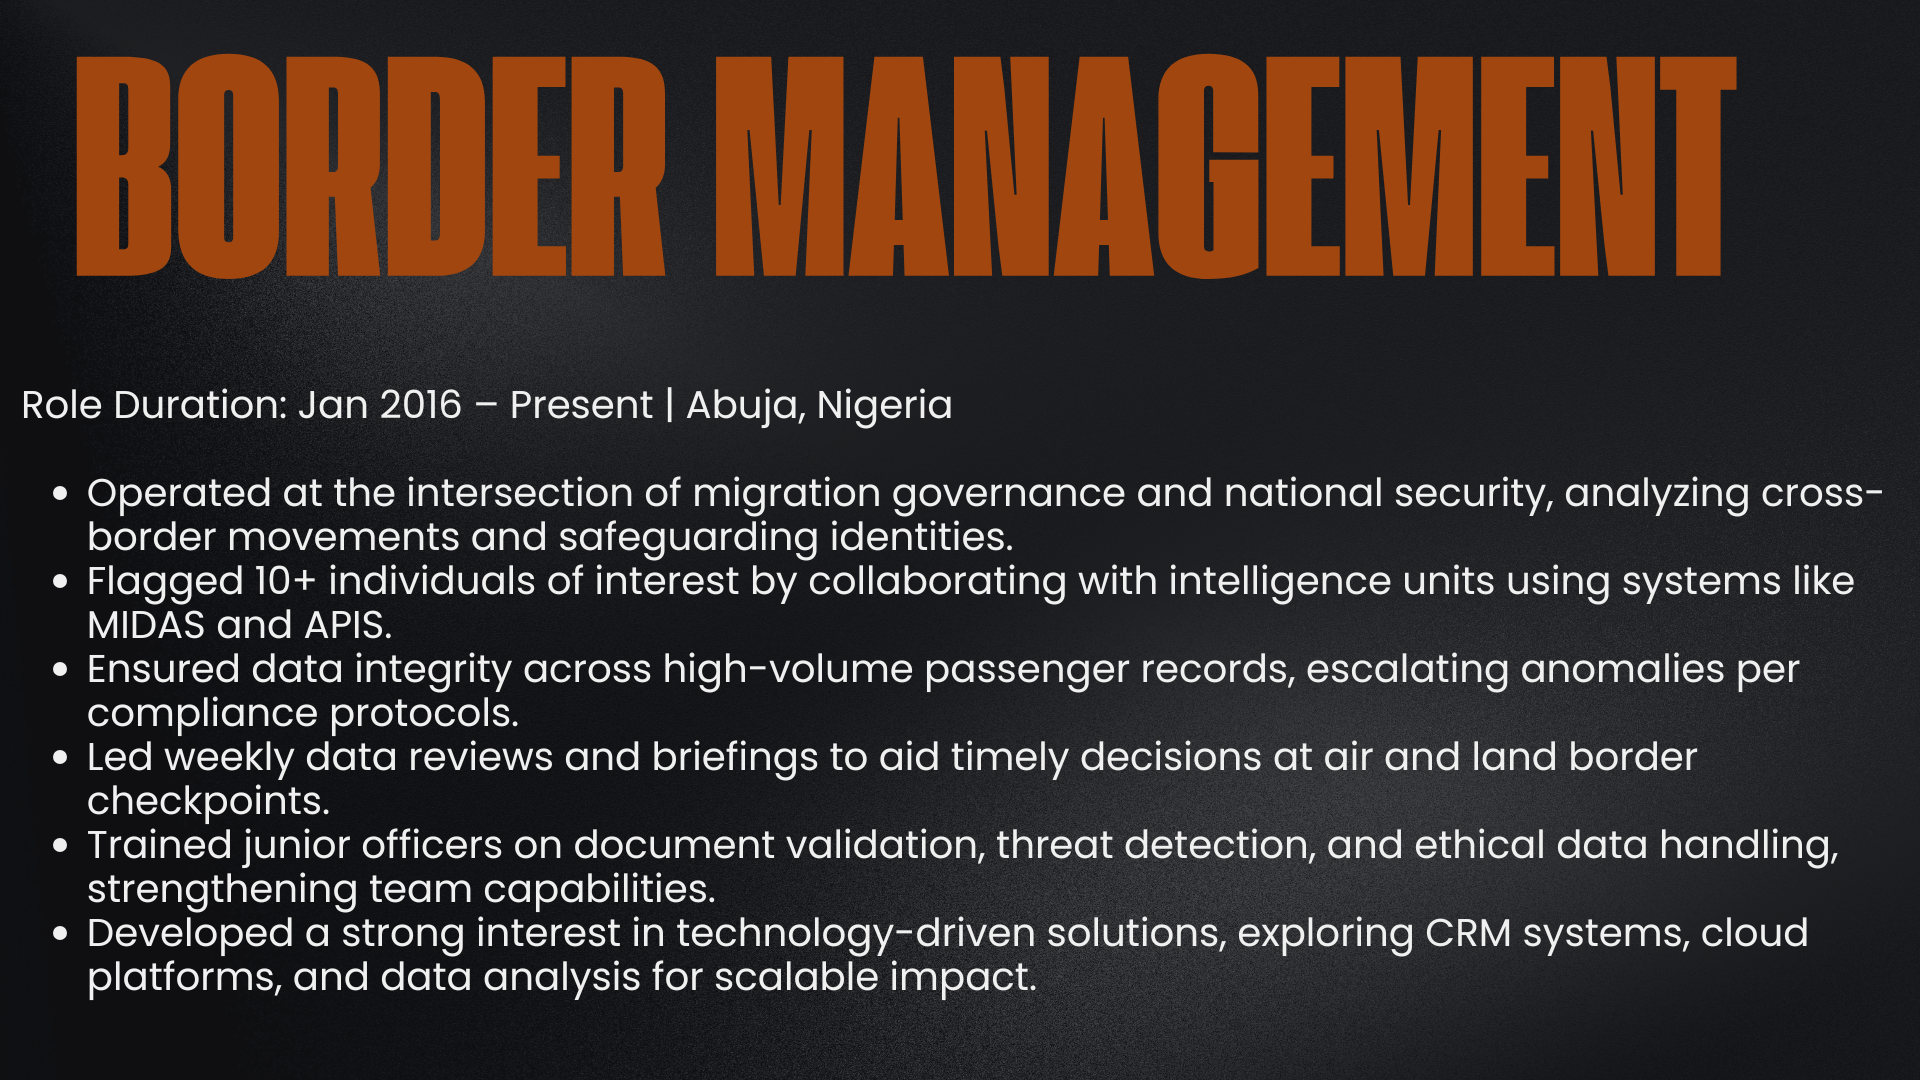 BORDER MANAGEMENT
Role Duration: Jan 2016 – Present | Abuja, Nigeria
• Operated at the intersection of migration governance and national security, analyzing cross-
border movements and safeguarding identities.
• Flagged 10+ individuals of interest by collaborating with intelligence units using systems like
MIDAS and APIS.
• Ensured data integrity across high-volume passenger records, escalating anomalies per
compliance protocols.
• Led weekly data reviews and briefings to aid timely decisions at air and land border
checkpoints.
• Trained junior officers on document validation, threat detection, and ethical data handling,
strengthening team capabilities.
• Developed a strong interest in technology-driven solutions, exploring CRM systems, cloud
platforms, and data analysis for scalable impact.